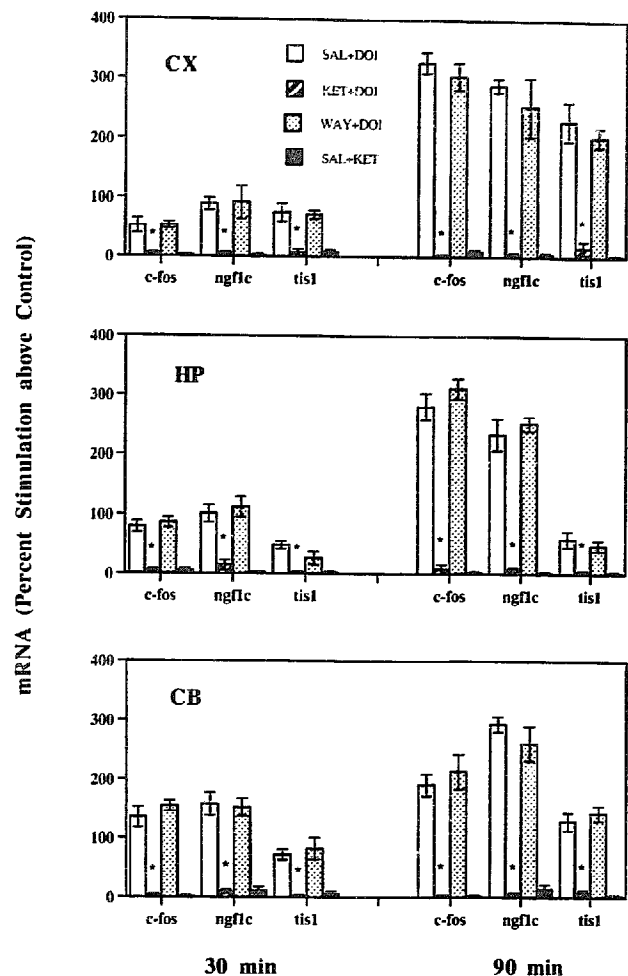 mRNA (Percent Stimulation above Control)
400
300
200
100
0
CX
SAL+DOI
KET+DOI
WAY+DOI
SAL+KET
* * * * * *
c-fos ngf1c tis1 c-fos ngf1c tis1
400
300
200
100
0
HP
* * * * * *
c-fos ngf1c tis1 c-fos ngf1c tis1
400
300
200
100
0
CB
* * * * * *
c-fos ngf1c tis1 c-fos ngf1c tis1
30 min 90 min